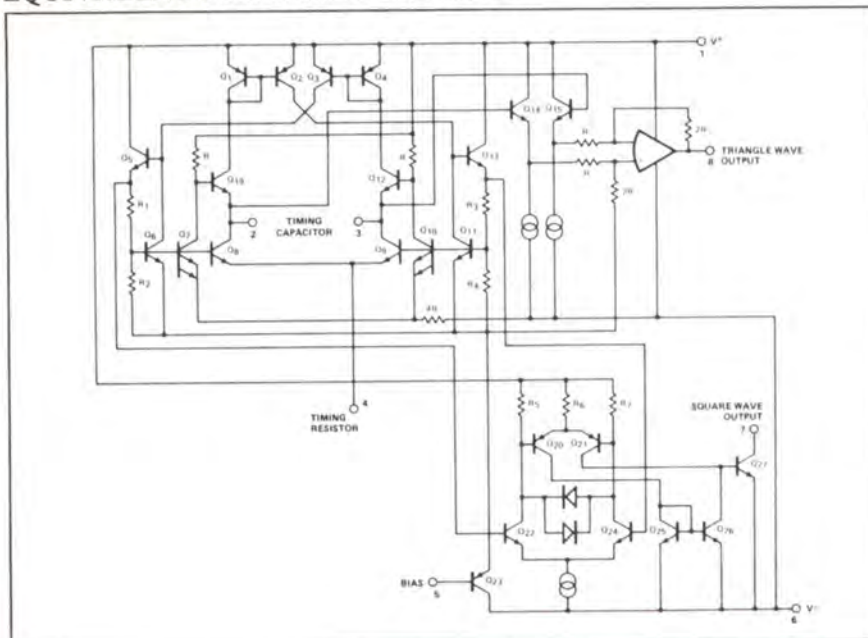 V+
1
Q1
Q2
Q3
Q4
Q14
Q15
R
2R
Q5
Q13
R
R
R
8
TRIANGLE WAVE
OUTPUT
Q12
R1
R3
2R
TIMING
CAPACITOR
2
3
Q6
Q7
Q8
Q9
Q10
Q11
R2
R4
4R
4
TIMING
RESISTOR
R5
R6
R7
SQUARE WAVE
OUTPUT
7
Q20
Q21
Q27
Q22
Q24
Q25
Q26
BIAS
5
Q23
V-
6